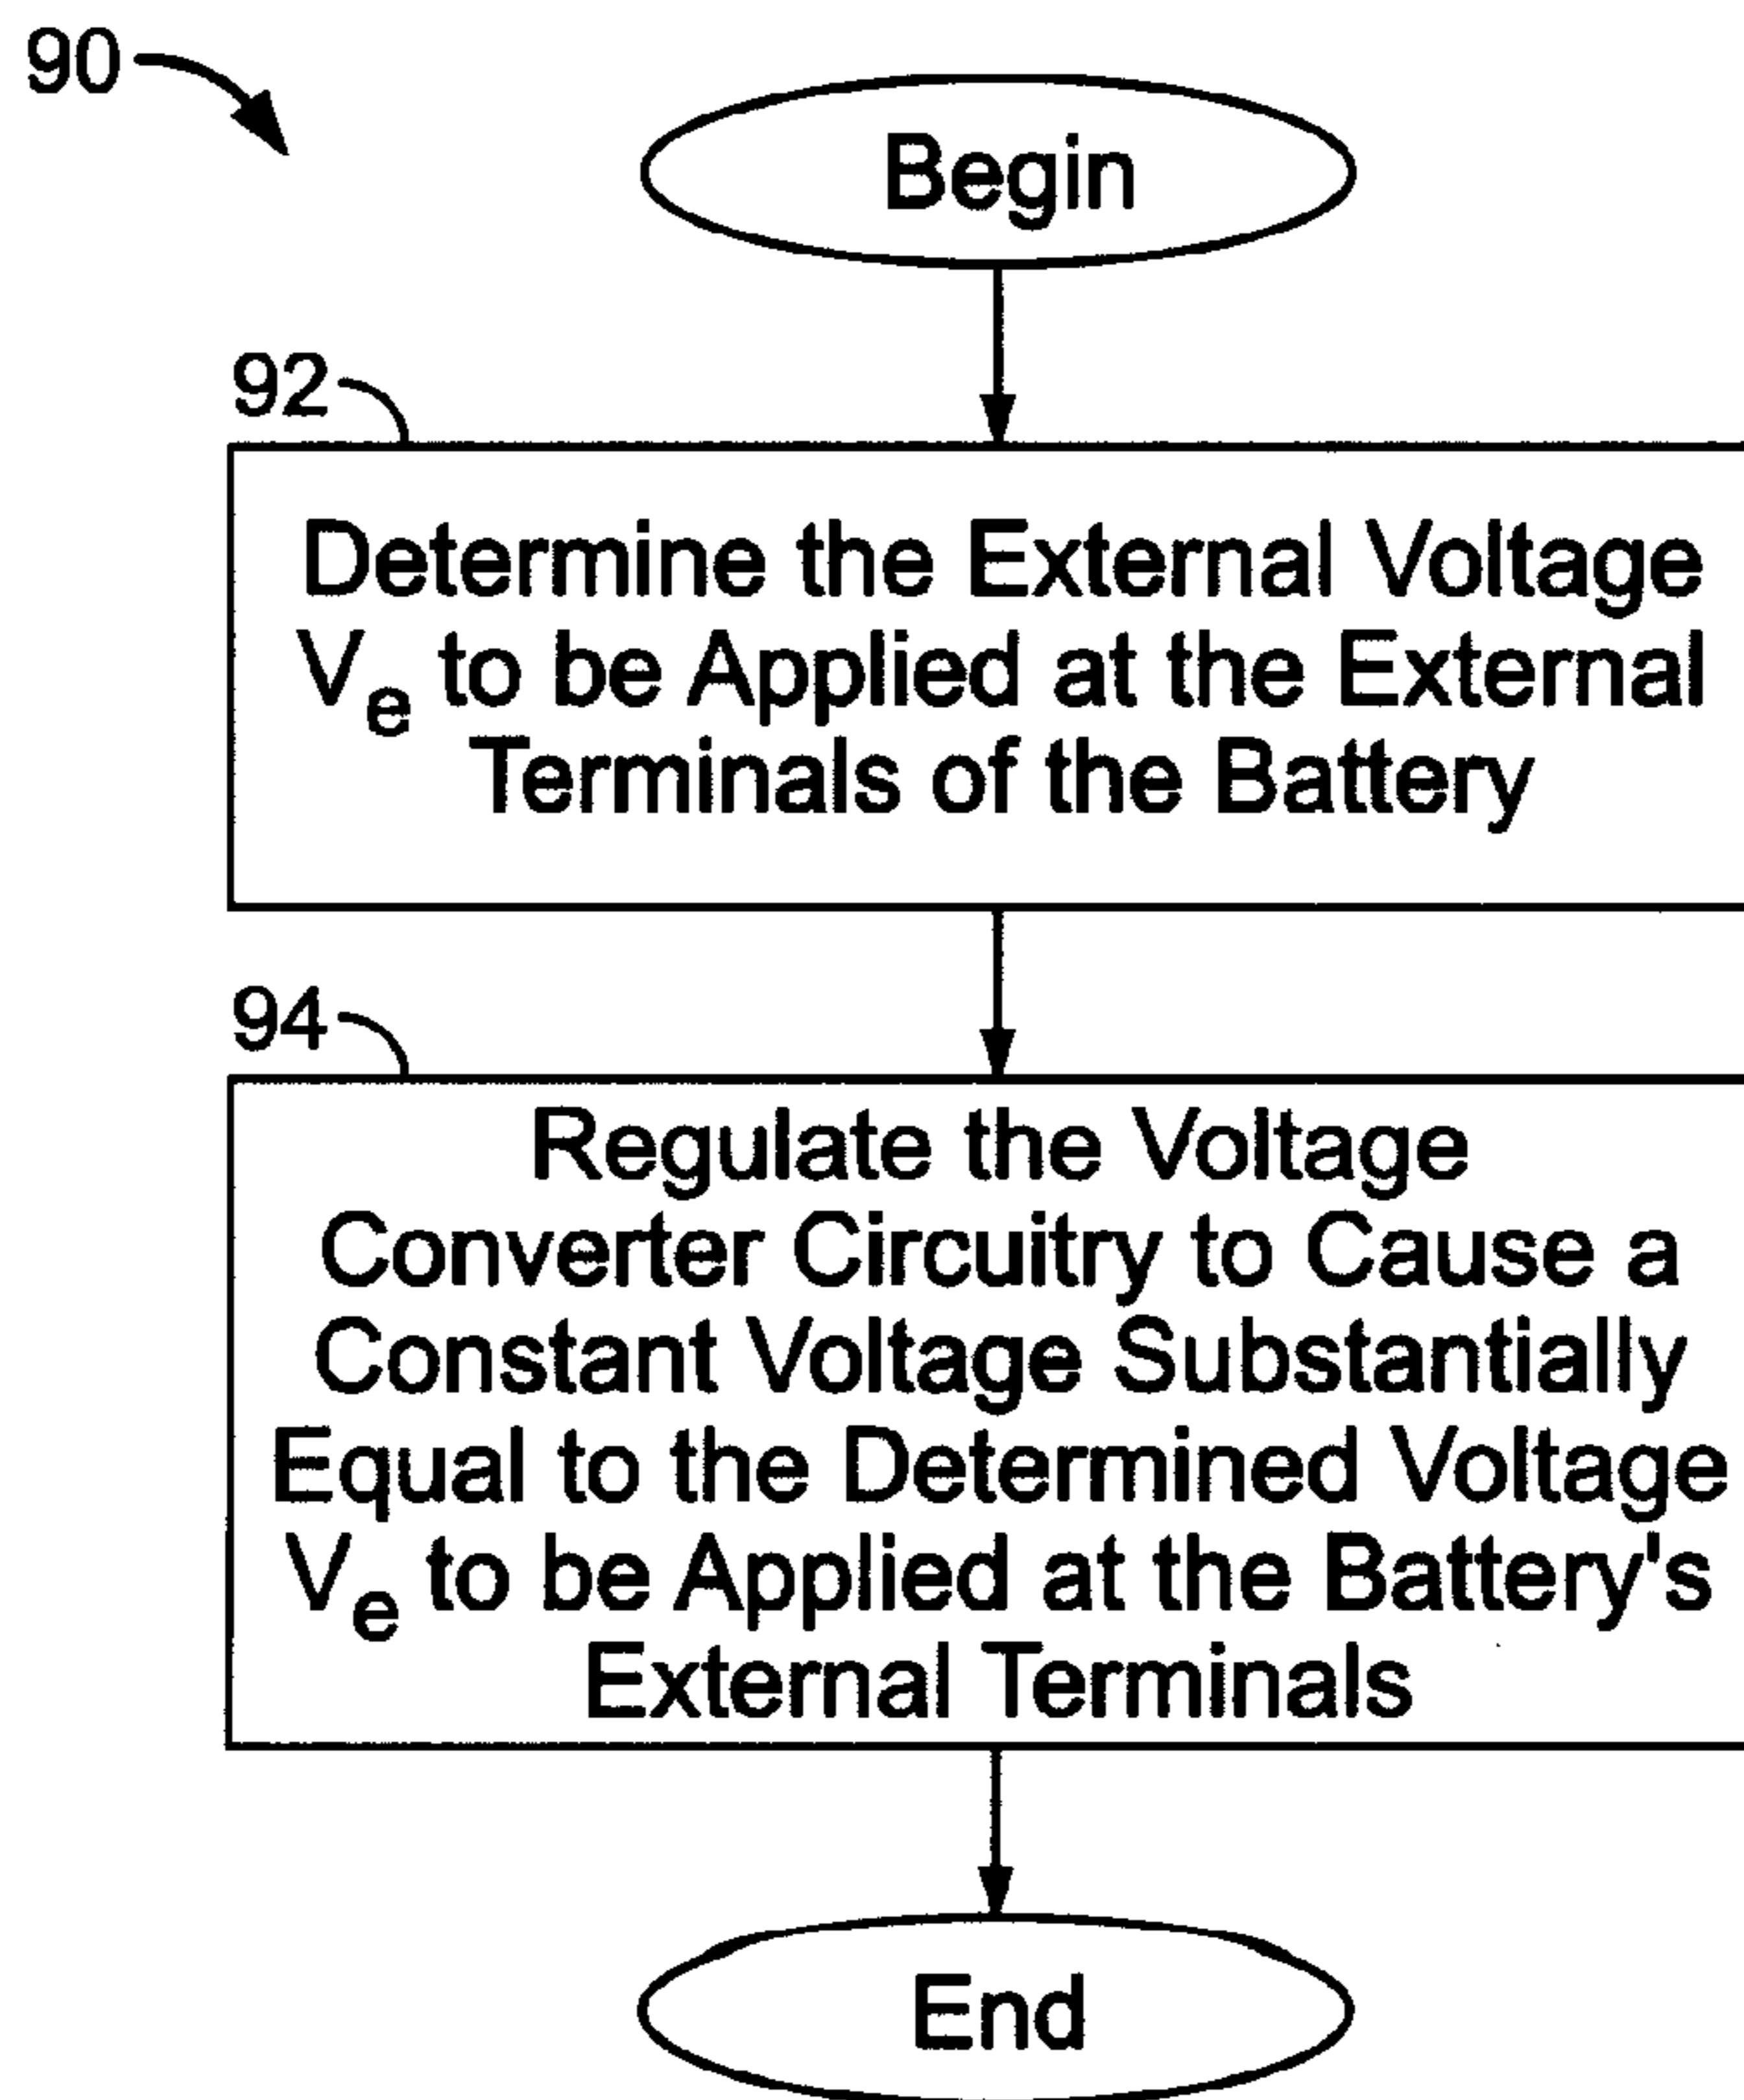 90
Begin
92
Determine the External Voltage
Ve to be Applied at the External
Terminals of the Battery
94
Regulate the Voltage
Converter Circuitry to Cause a
Constant Voltage Substantially
Equal to the Determined Voltage
Ve to be Applied at the Battery's
External Terminals
End